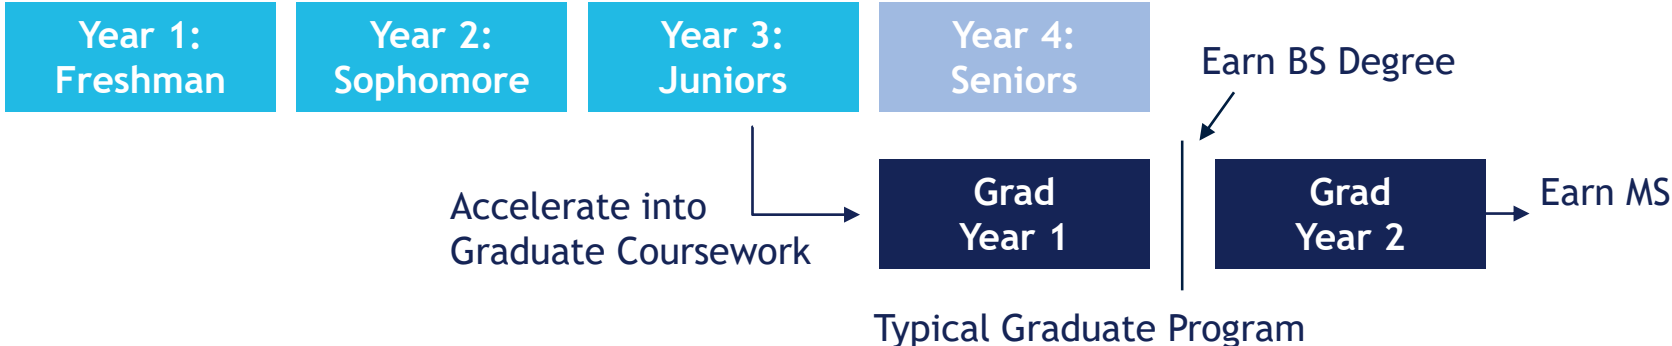 Year 1:
Freshman
Year 2:
Sophomore
Year 3:
Juniors
Year 4:
Seniors
Earn BS Degree
Accelerate into
Graduate Coursework
Grad
Year 1
Grad
Year 2
Earn MS
Typical Graduate Program